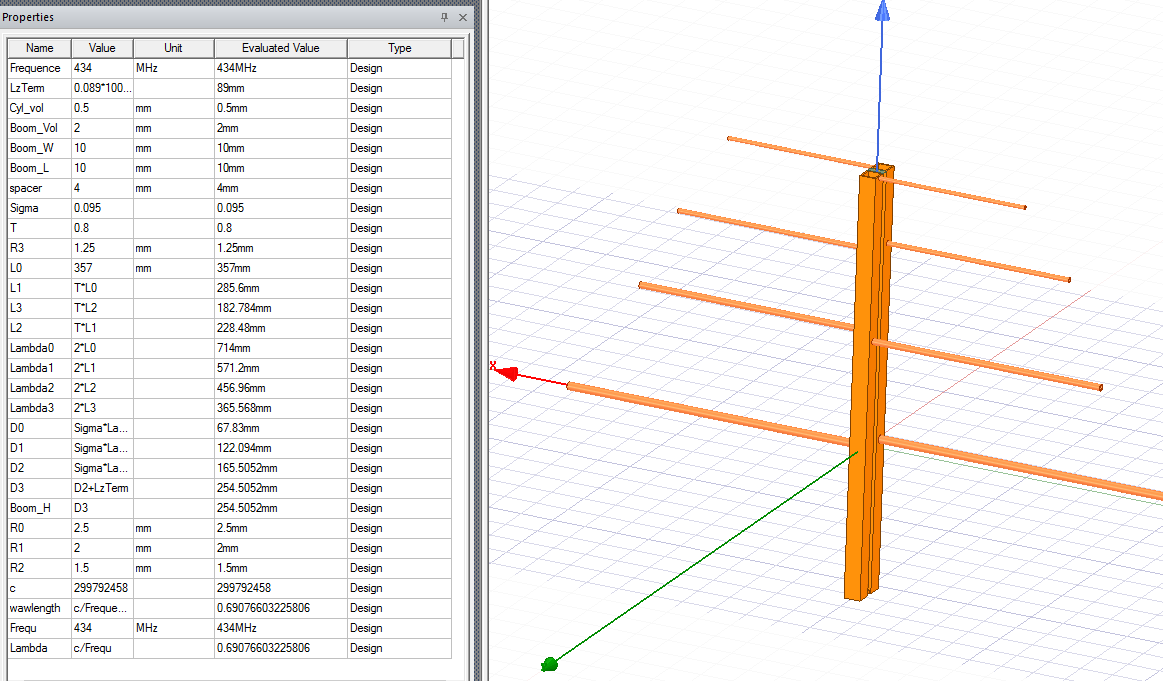 Properties
Name Value Unit Evaluated Value Type
Frequence 434 MHz 434MHz Design
LzTerm 0.089*100... 89mm Design
Cyl_vol 0.5 mm 0.5mm Design
Boom_Vol 2 mm 2mm Design
Boom_W 10 mm 10mm Design
Boom_L 10 mm 10mm Design
spacer 4 mm 4mm Design
Sigma 0.095 0.095 Design
T 0.8 0.8 Design
R3 1.25 mm 1.25mm Design
L0 357 mm 357mm Design
L1 T*L0 285.6mm Design
L3 T*L2 182.784mm Design
L2 T*L1 228.48mm Design
Lambda0 2*L0 714mm Design
Lambda1 2*L1 571.2mm Design
Lambda2 2*L2 456.96mm Design
Lambda3 2*L3 365.568mm Design
D0 Sigma*La... 67.83mm Design
D1 Sigma*La... 122.094mm Design
D2 Sigma*La... 165.5052mm Design
D3 D2+LzTerm 254.5052mm Design
Boom_H D3 254.5052mm Design
R0 2.5 mm 2.5mm Design
R1 2 mm 2mm Design
R2 1.5 mm 1.5mm Design
c 299792458 299792458 Design
wawlength c/Freque... 0.69076603225806 Design
Frequ 434 MHz 434MHz Design
Lambda c/Frequ 0.69076603225806 Design
X